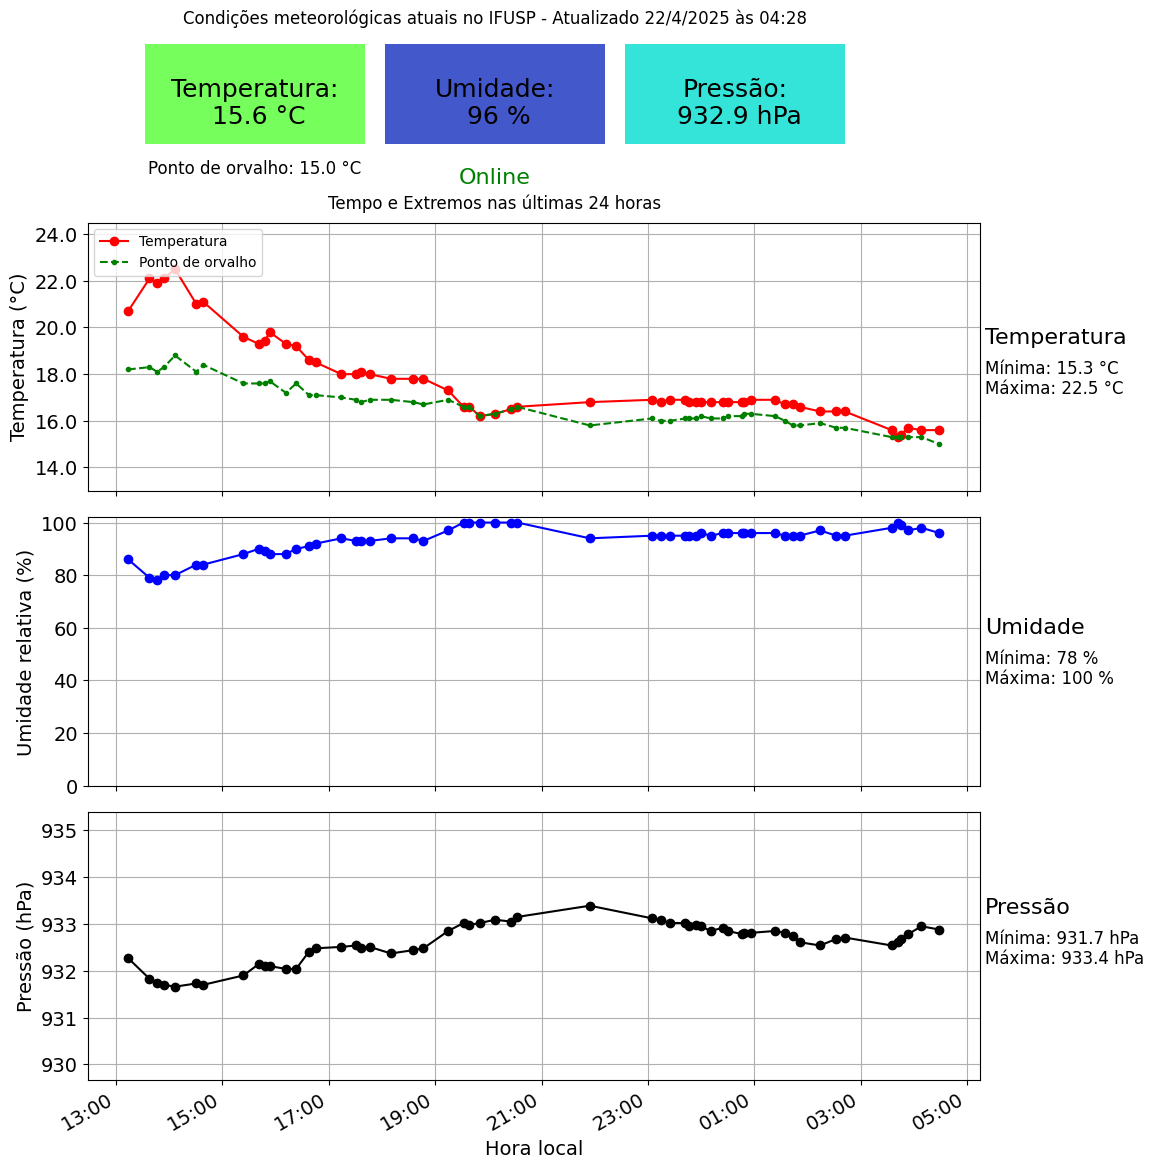 Condições meteorológicas atuais no IFUSP - Atualizado 22/4/2025 às 04:28
Temperatura:
15.6 °C
Umidade:
96 %
Pressão:
932.9 hPa
Ponto de orvalho: 15.0 °C
Online
Tempo e Extremos nas últimas 24 horas
Temperatura (°C)
24.0
22.0
20.0
18.0
16.0
14.0
Temperatura
Ponto de orvalho
Temperatura
Mínima: 15.3 °C
Máxima: 22.5 °C
Umidade relativa (%)
100
80
60
40
20
0
Umidade
Mínima: 78 %
Máxima: 100 %
Pressão (hPa)
935
934
933
932
931
930
Pressão
Mínima: 931.7 hPa
Máxima: 933.4 hPa
13:00
15:00
17:00
19:00
21:00
23:00
01:00
03:00
05:00
Hora local